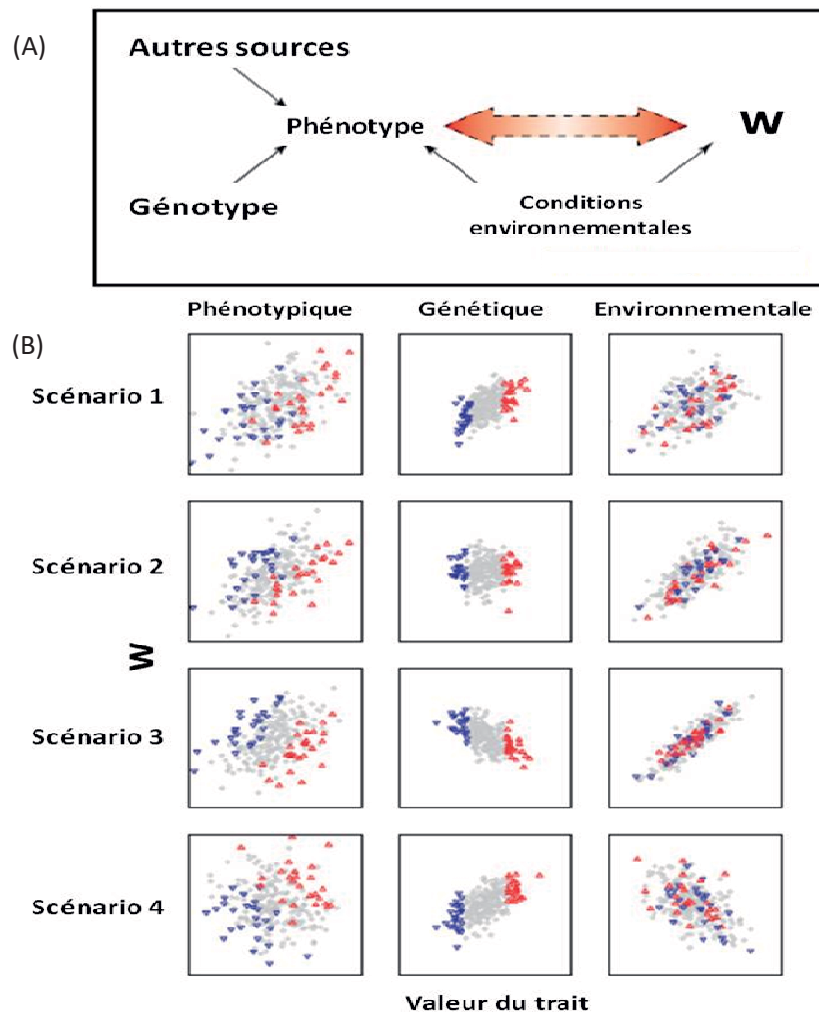 (A)
Autres sources
Phénotype
W
Génotype
Conditions
environnementales
Phénotypique Génétique Environnementale
(B)
Scénario 1
Scénario 2
W
Scénario 3
Scénario 4
Valeur du trait